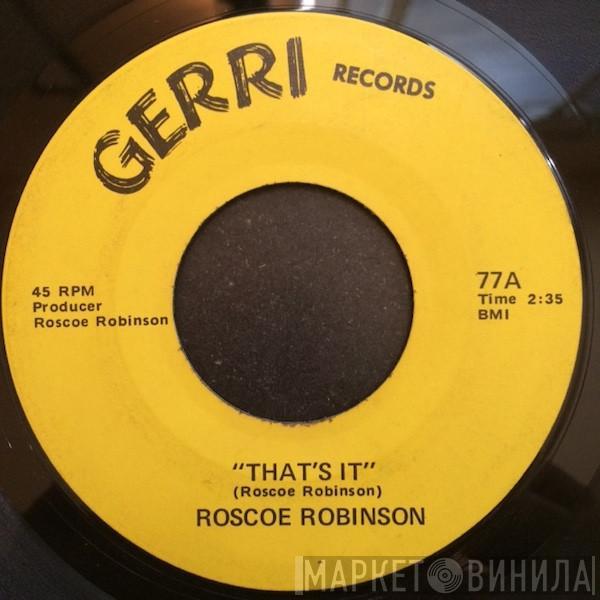 GERRI RECORDS
45 RPM
Producer
Roscoe Robinson
77A
Time 2:35
BMI
"THAT'S IT"
(Roscoe Robinson)
ROSCOE ROBINSON
МАРКЕТ ВИНИЛА